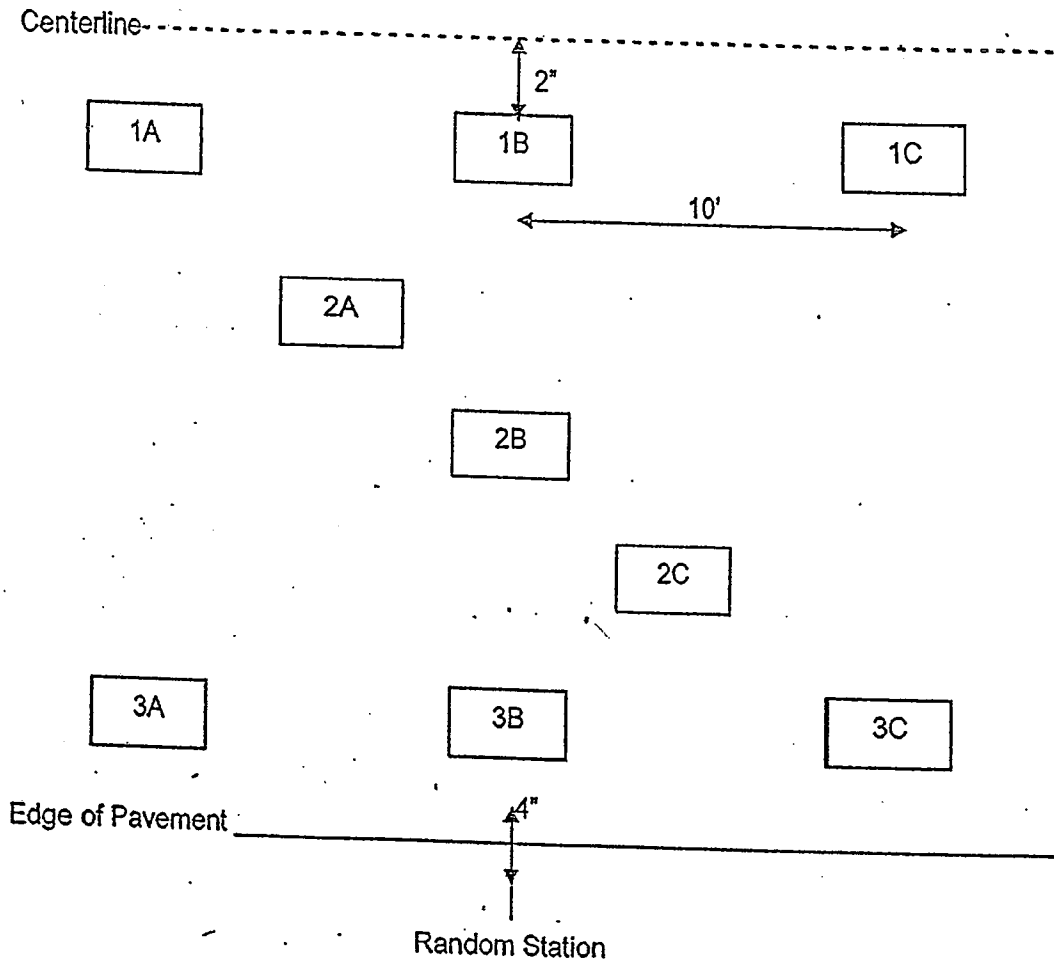 Centerline
2"
1A
1B
1C
10'
2A
2B
2C
3A
3B
3C
4"
Edge of Pavement
Random Station